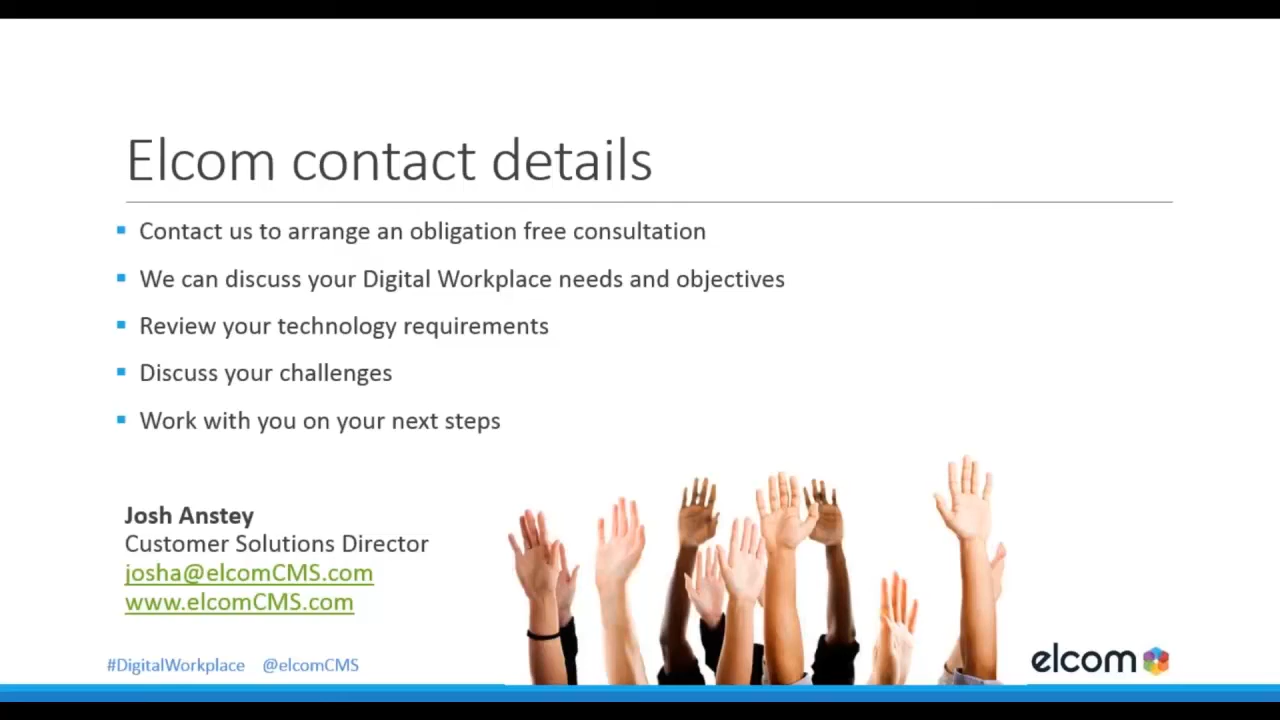 Elcom contact details
Contact us to arrange an obligation free consultation
We can discuss your Digital Workplace needs and objectives
Review your technology requirements
Discuss your challenges
Work with you on your next steps
Josh Anstey
Customer Solutions Director
josha@elcomCMS.com
www.elcomCMS.com
#DigitalWorkplace @elcomCMS
elcom